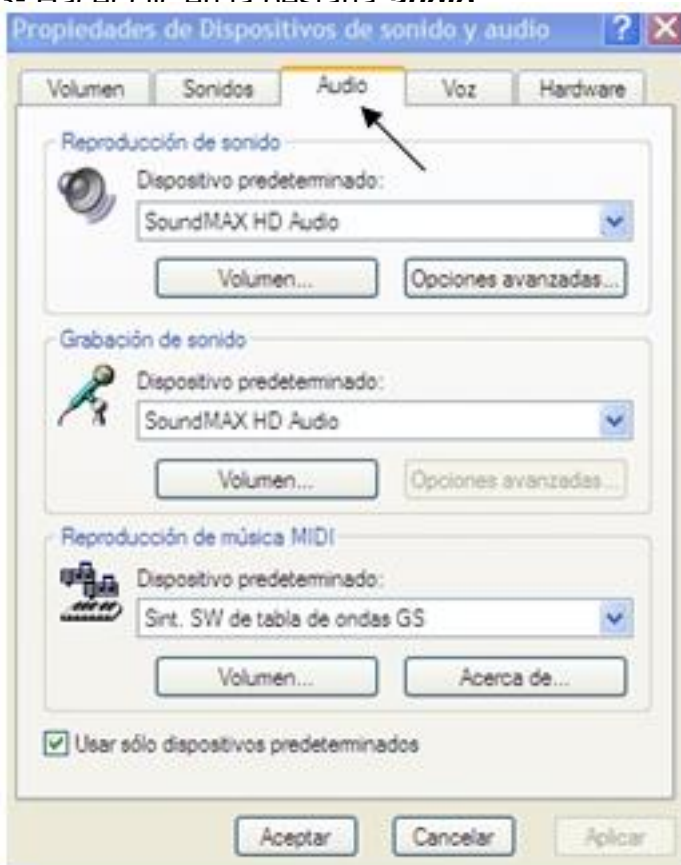 Propiedades de Dispositivos de sonido y audio
Volumen Sonidos Audio Voz Hardware
Reproducción de sonido
Dispositivo predeterminado:
SoundMAX HD Audio
Volumen... Opciones avanzadas...
Grabación de sonido
Dispositivo predeterminado:
SoundMAX HD Audio
Volumen... Opciones avanzadas...
Reproducción de música MIDI
Dispositivo predeterminado:
Sint. SW de tabla de ondas GS
Volumen... Acerca de...
Usar sólo dispositivos predeterminados
Aceptar Cancelar Aplicar